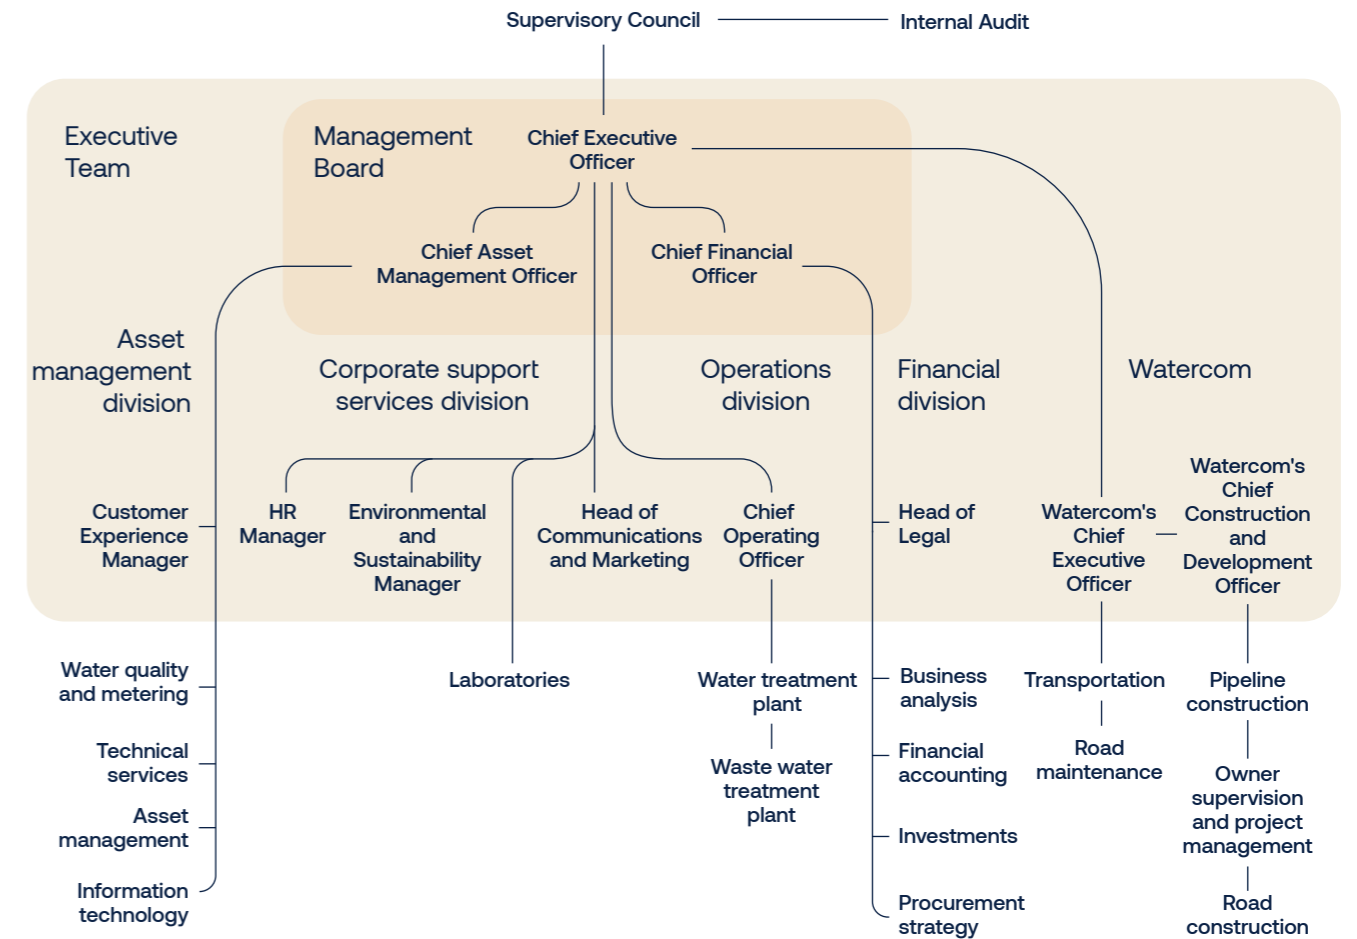 Supervisory Council
Internal Audit
Executive
Team
Management
Board
Chief Executive
Officer
Chief Asset
Management Officer
Chief Financial
Officer
Asset
management
division
Corporate support
services division
Operations
division
Financial
division
Watercom
Customer
Experience
Manager
HR
Manager
Environmental
and
Sustainability
Manager
Head of
Communications
and Marketing
Chief
Operating
Officer
Head of
Legal
Watercom's
Chief
Executive
Officer
Watercom's
Chief
Construction
and
Development
Officer
Water quality
and metering
Technical
services
Asset
management
Information
technology
Laboratories
Water treatment
plant
Waste water
treatment
plant
Business
analysis
Financial
accounting
Investments
Procurement
strategy
Transportation
Road
maintenance
Pipeline
construction
Owner
supervision
and project
management
Road
construction